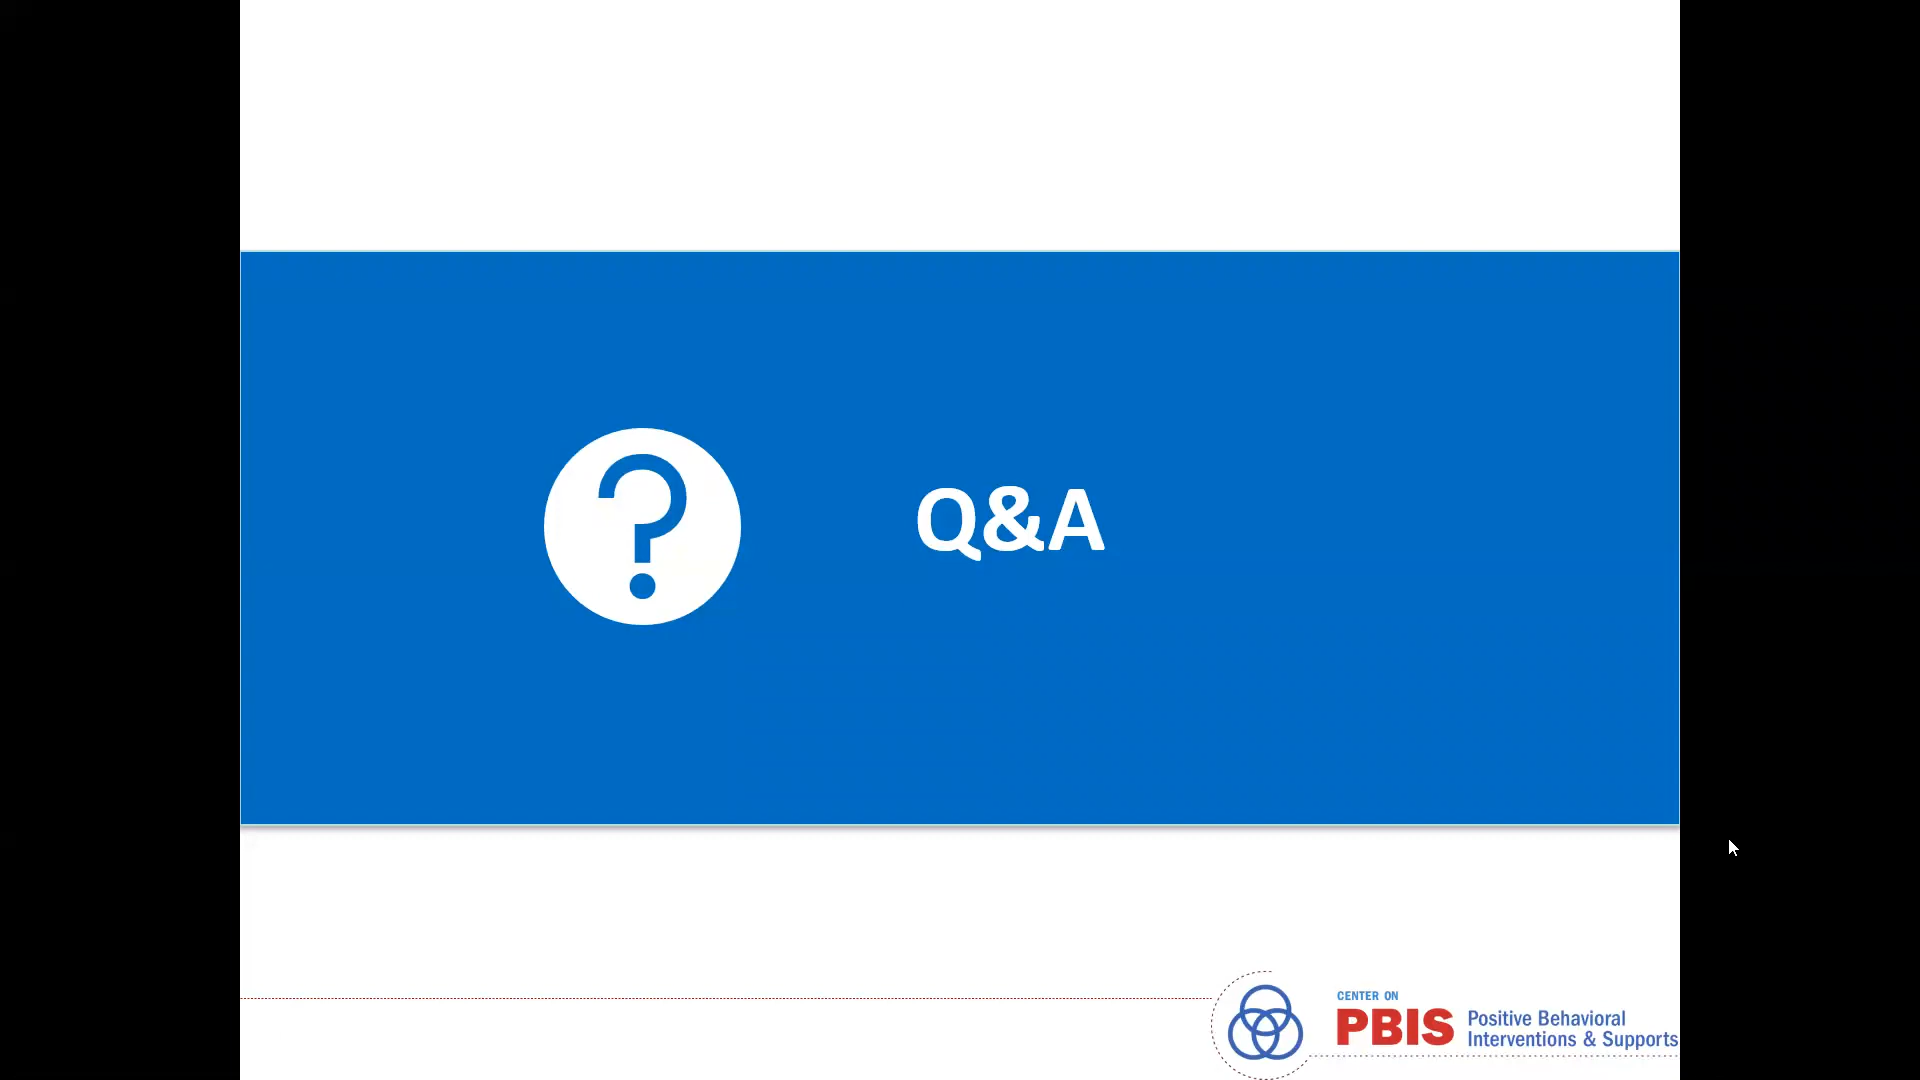 ?
Q&A
CENTER ON
PBIS
Positive Behavioral
Interventions & Supports